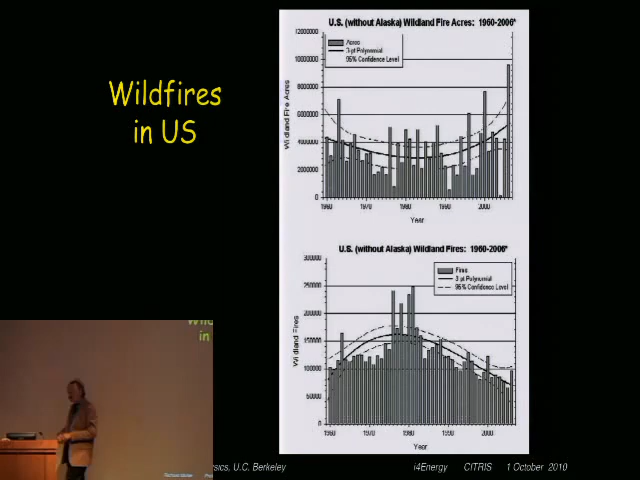 Wildfires
in US
U.S. (without Alaska) Wildland Fire Acres: 1960-2006*
Acres
3-pt Polynomial
95% Confidence Level
Wildland Fire Acres
12000000
10000000
8000000
6000000
4000000
2000000
0
1960 1970 1980 1990 2000
Year
U.S. (without Alaska) Wildland Fires: 1960-2006*
Fires
3-pt Polynomial
95% Confidence Level
Wildland Fires
300000
250000
200000
150000
100000
50000
0
1960 1970 1980 1990 2000
Year
in
sics, U.C. Berkeley i4Energy CITRIS 1 October 2010